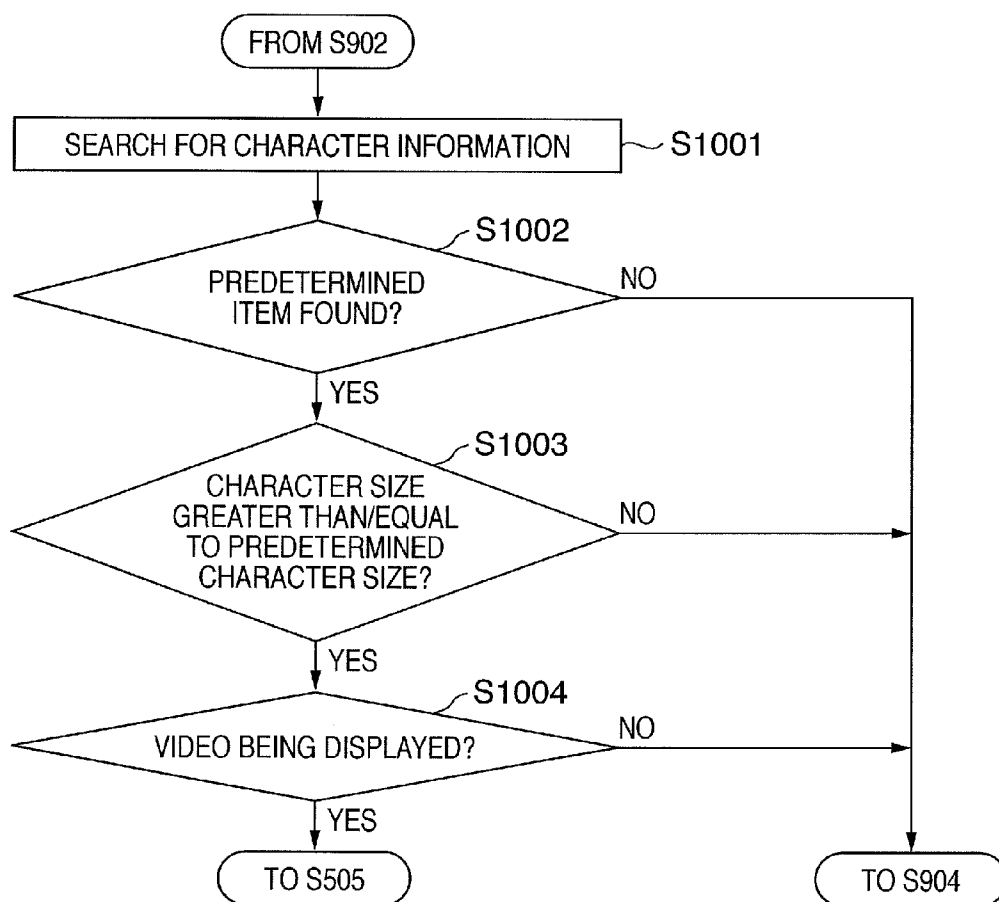 FROM S902
SEARCH FOR CHARACTER INFORMATION
S1001
S1002
PREDETERMINED
ITEM FOUND?
NO
YES
S1003
CHARACTER SIZE
GREATER THAN/EQUAL
TO PREDETERMINED
CHARACTER SIZE?
NO
YES
S1004
VIDEO BEING DISPLAYED?
NO
YES
TO S505
TO S904